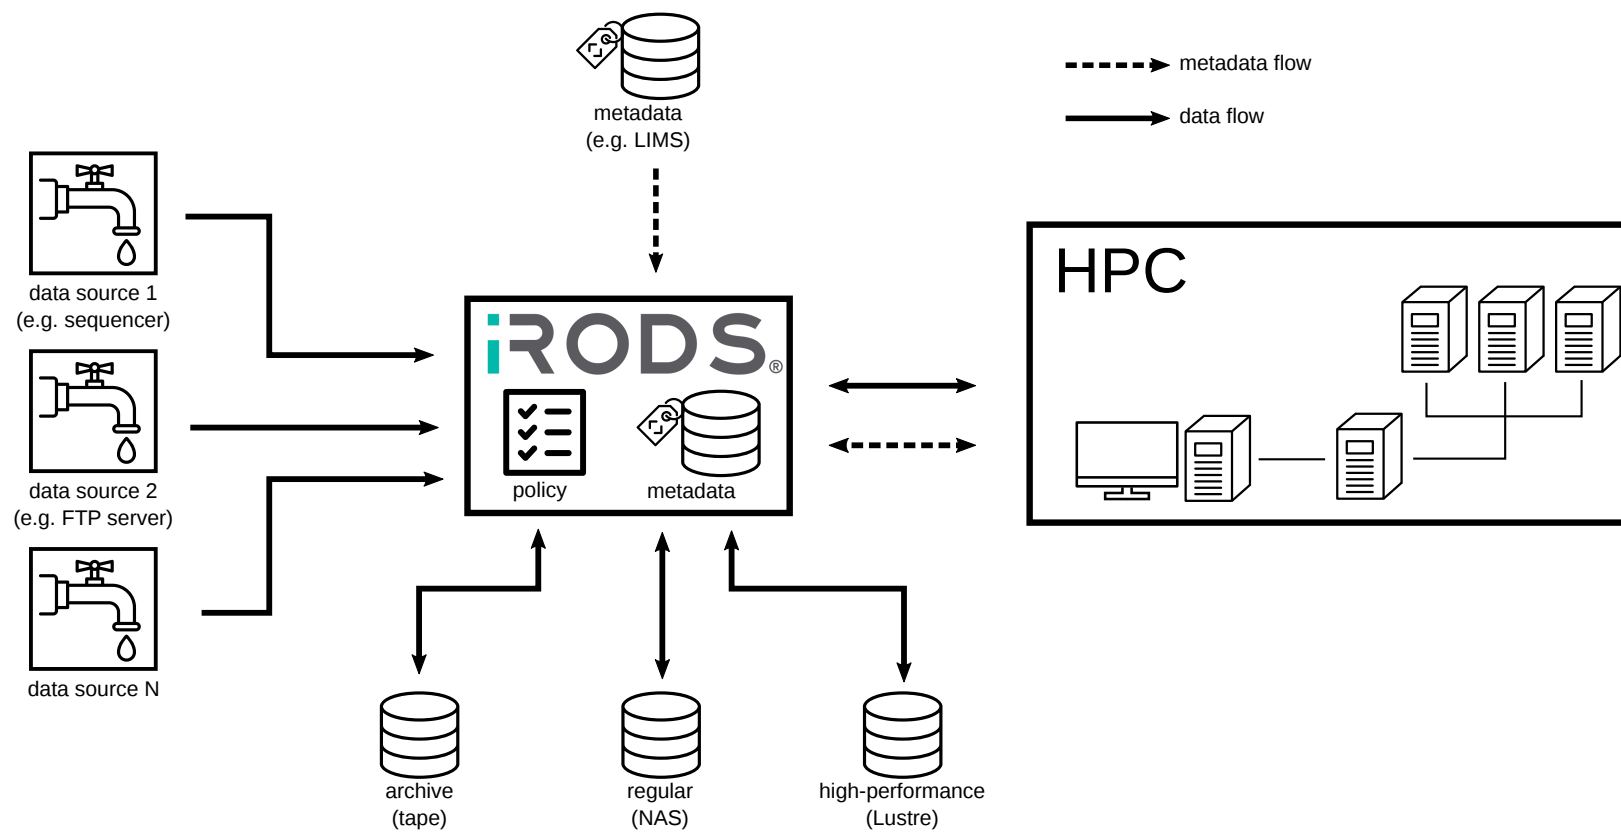 metadata
(e.g. LIMS)
metadata flow
data flow
data source 1
(e.g. sequencer)
data source 2
(e.g. FTP server)
data source N
iRODS®
policy
metadata
HPC
archive
(tape)
regular
(NAS)
high-performance
(Lustre)